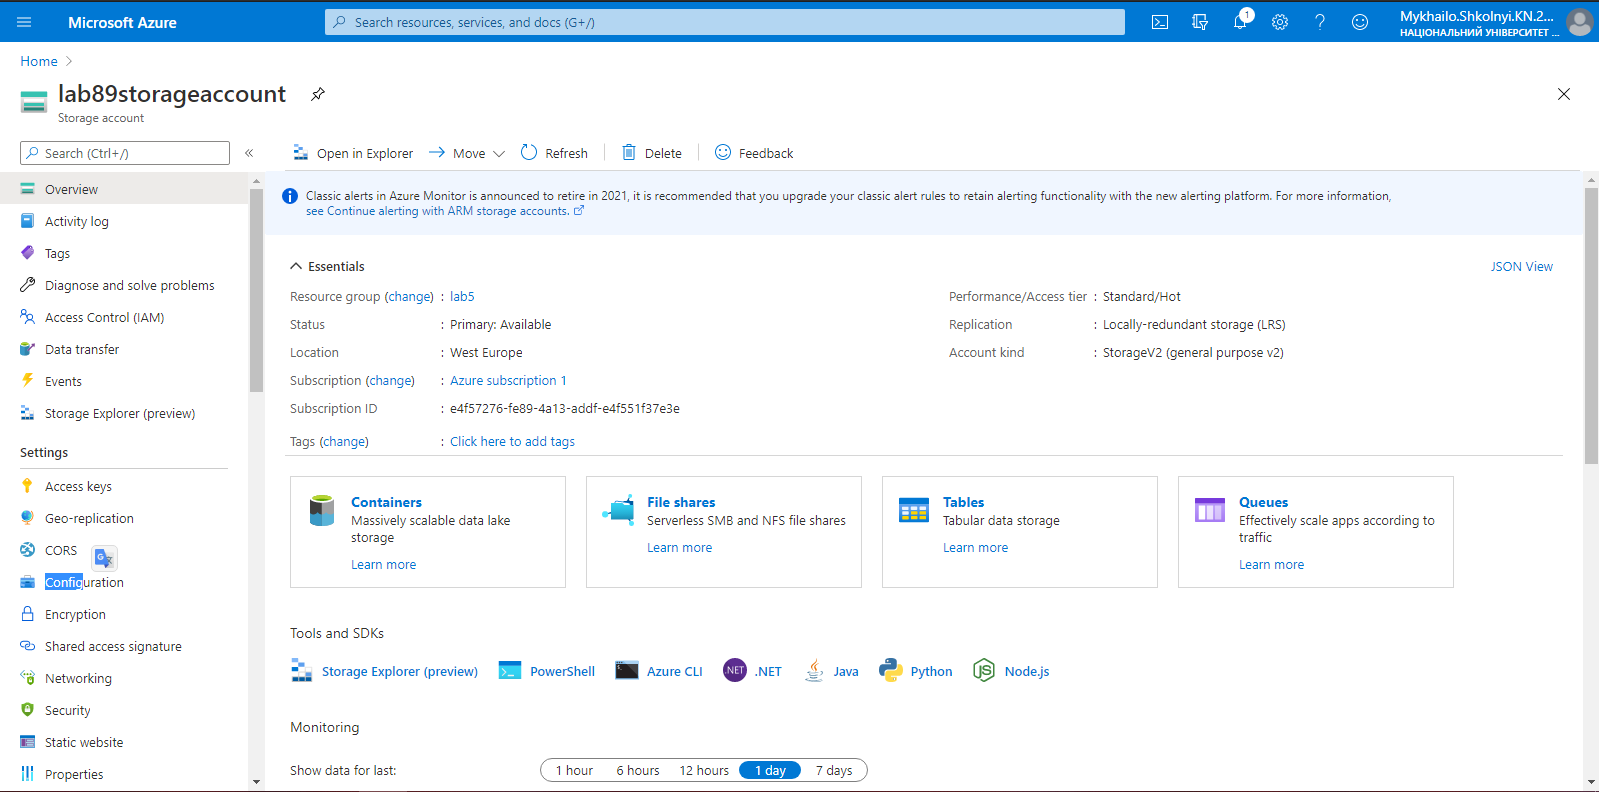 Microsoft Azure
Search resources, services, and docs (G+/)
1
Mykhailo.Shkolnyi.KN.2...
НАЦІОНАЛЬНИЙ УНІВЕРСИТЕТ ...
Home
lab89storageaccount
Storage account
Search (Ctrl+/)
Open in Explorer
Move
Refresh
Delete
Feedback
Overview
Activity log
Tags
Diagnose and solve problems
Access Control (IAM)
Data transfer
Events
Storage Explorer (preview)
Settings
Access keys
Geo-replication
CORS
Configuration
Encryption
Shared access signature
Networking
Security
Static website
Properties
Classic alerts in Azure Monitor is announced to retire in 2021, it is recommended that you upgrade your classic alert rules to retain alerting functionality with the new alerting platform. For more information,
see Continue alerting with ARM storage accounts.
Essentials
JSON View
Resource group (change) : lab5
Status : Primary: Available
Location : West Europe
Subscription (change) : Azure subscription 1
Subscription ID : e4f57276-fe89-4a13-addf-e4f551f37e3e
Tags (change) : Click here to add tags
Performance/Access tier : Standard/Hot
Replication : Locally-redundant storage (LRS)
Account kind : StorageV2 (general purpose v2)
Containers
Massively scalable data lake
storage
Learn more
File shares
Serverless SMB and NFS file shares
Learn more
Tables
Tabular data storage
Learn more
Queues
Effectively scale apps according to
traffic
Learn more
Tools and SDKs
Storage Explorer (preview)
PowerShell
Azure CLI
NET
.NET
Java
Python
Node.js
Monitoring
Show data for last:
1 hour
6 hours
12 hours
1 day
7 days